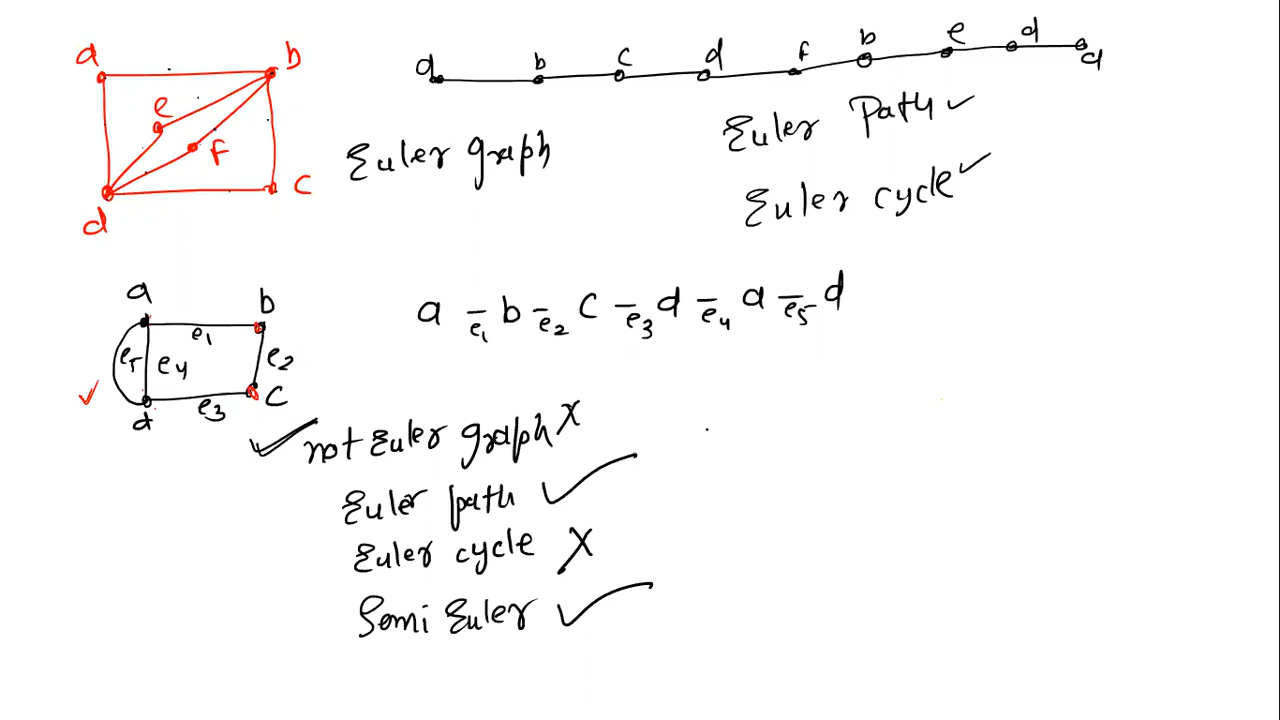 a b
e
f
d c
a b c d f b e d a
Euler graph
Euler Path ✓
Euler cycle ✓
a b
e1
e5 e4 e2
e3
d c
a –e1 b –e2 c –e3 d –e4 a –e5 d
✓
✓ not Euler graph X
Euler path ✓
Euler cycle X
Semi Euler ✓